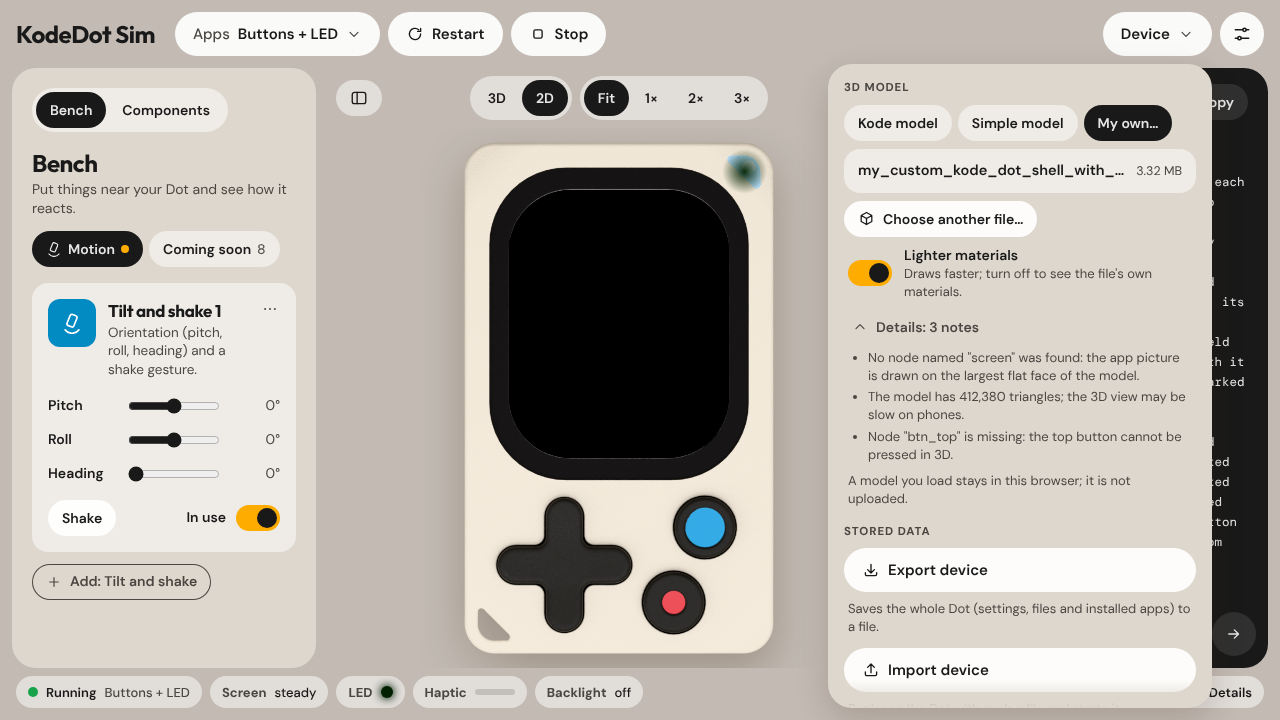 KodeDot Sim
Apps Buttons + LED
Restart
Stop
Device
Bench
Components
Bench
Put things near your Dot and see how it
reacts.
Motion
Coming soon 8
Tilt and shake 1
...
Orientation (pitch,
roll, heading) and a
shake gesture.
Pitch 0°
Roll 0°
Heading 0°
Shake
In use
+ Add: Tilt and shake
3D
2D
Fit
1×
2×
3×
3D MODEL
Kode model
Simple model
My own...
my_custom_kode_dot_shell_with_... 3.32 MB
Choose another file...
Lighter materials
Draws faster; turn off to see the file's own
materials.
Details: 3 notes
• No node named "screen" was found: the app picture
is drawn on the largest flat face of the model.
• The model has 412,380 triangles; the 3D view may be
slow on phones.
• Node "btn_top" is missing: the top button cannot be
pressed in 3D.
A model you load stays in this browser; it is not
uploaded.
STORED DATA
Export device
Saves the whole Dot (settings, files and installed apps) to
a file.
Import device
each
its
Running Buttons + LED
Screen steady
LED
Haptic
Backlight off
Details